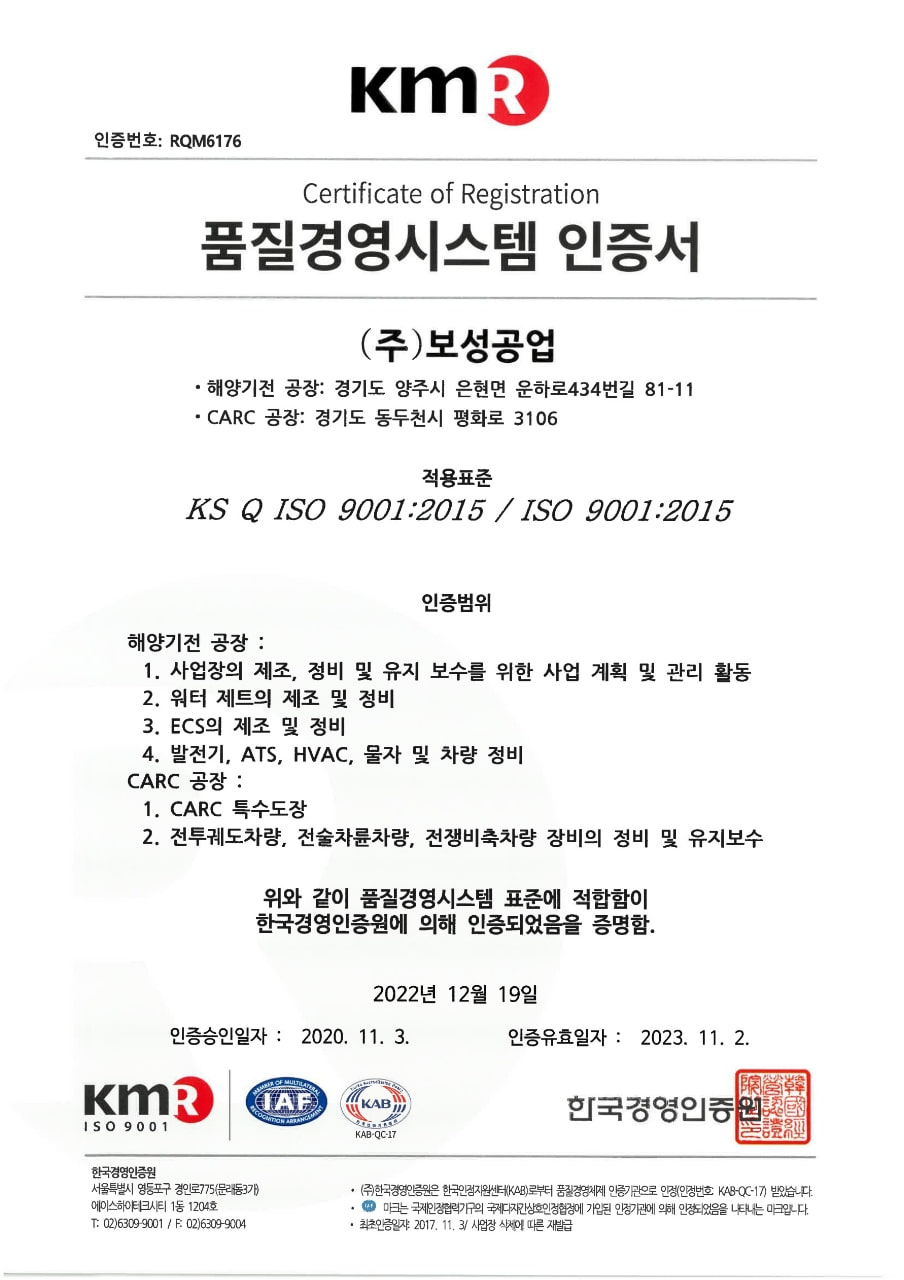 KMR
인증번호: RQM6176
Certificate of Registration
품질경영시스템 인증서
(주)보성공업
• 해양기전 공장: 경기도 양주시 은현면 운하로434번길 81-11
• CARC 공장: 경기도 동두천시 평화로 3106
적용표준
KS Q ISO 9001:2015 / ISO 9001:2015
인증범위
해양기전 공장 :
1. 사업장의 제조, 정비 및 유지 보수를 위한 사업 계획 및 관리 활동
2. 워터 제트의 제조 및 정비
3. ECS의 제조 및 정비
4. 발전기, ATS, HVAC, 물자 및 차량 정비
CARC 공장 :
1. CARC 특수도장
2. 전투궤도차량, 전술차륜차량, 전쟁비축차량 장비의 정비 및 유지보수
위와 같이 품질경영시스템 표준에 적합함이
한국경영인증원에 의해 인증되었음을 증명함.
2022년 12월 19일
인증승인일자 : 2020. 11. 3. 인증유효일자 : 2023. 11. 2.
KMR
ISO 9001
MEMBER OF MULTILATERAL
IAF
RECOGNITION ARRANGEMENT
KAB
KAB-QC-17
한국경영인증원
韓國經營認證院
한국경영인증원
서울특별시 영등포구 경인로775(문래동3가)
에이스하이테크시티 1동 1204호
T: 02)6309-9001 / F: 02)6309-9004
• (주)한국경영인증원은 한국인정지원센터(KAB)로부터 품질경영체제 인증기관으로 인정(인정번호: KAB-QC-17) 받았습니다.
• 마크는 국제인정협력기구의 국제다자간상호인정협정에 가입된 인정기관에 의해 인정되었음을 나타내는 마크입니다.
• 최초인증일자: 2017. 11. 3/ 사업장 삭제에 따른 재발급